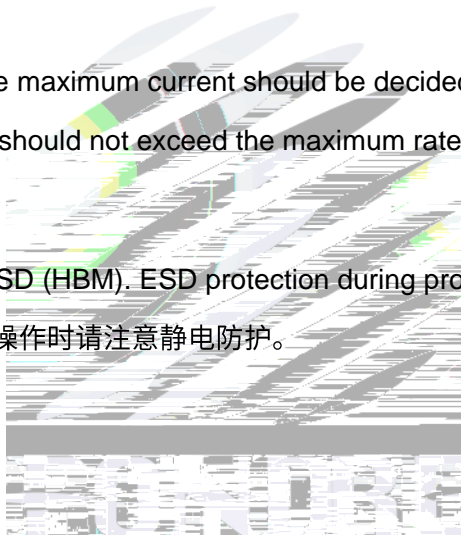 e maximum current should be decided
should not exceed the maximum rate
SD (HBM). ESD protection during pro
操作时请注意静电防护。